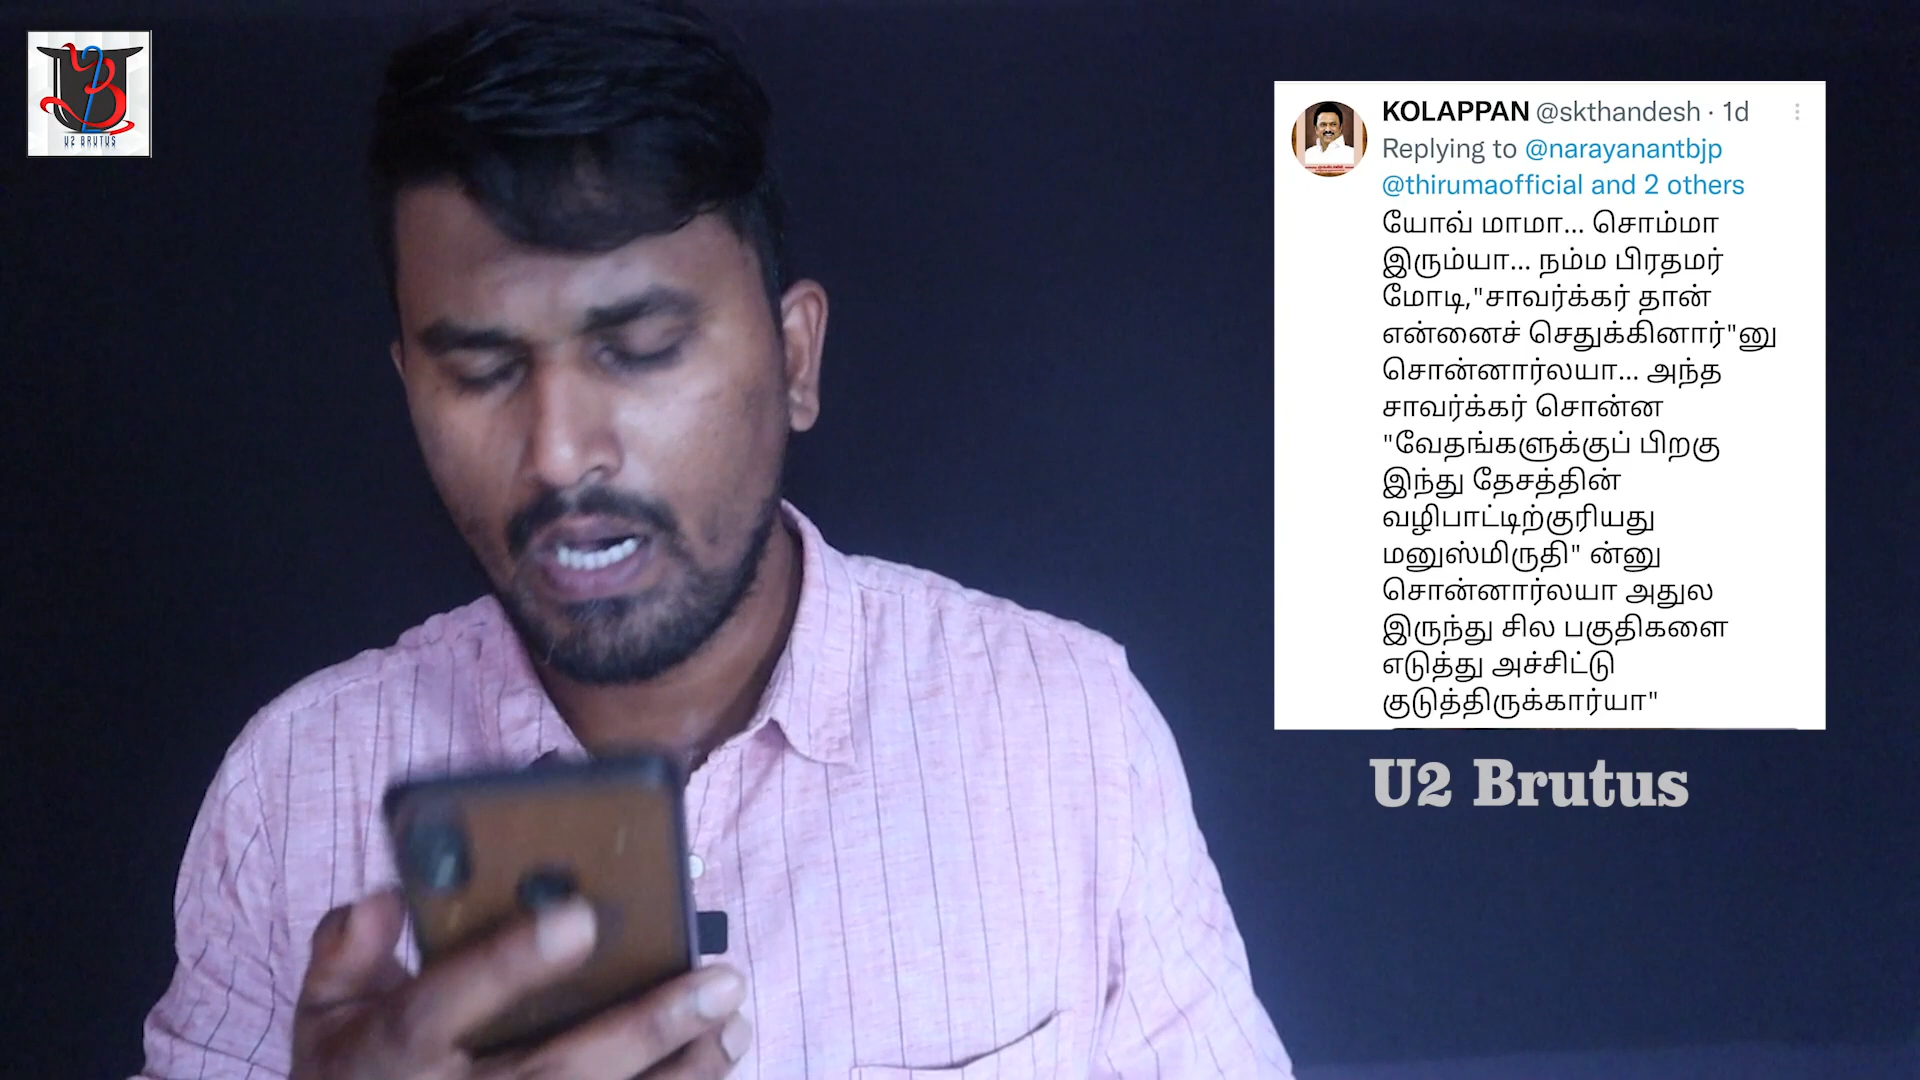 U2 BRUTUS
KOLAPPAN @skthandesh · 1d
Replying to @narayanantbjp
@thirumaofficial and 2 others
யோவ் மாமா... சொம்மா
இரும்யா... நம்ம பிரதமர்
மோடி,"சாவர்க்கர் தான்
என்னைச் செதுக்கினார்"னு
சொன்னார்லயா... அந்த
சாவர்க்கர் சொன்ன
"வேதங்களுக்குப் பிறகு
இந்து தேசத்தின்
வழிபாட்டிற்குரியது
மனுஸ்மிருதி" ன்னு
சொன்னார்லயா அதுல
இருந்து சில பகுதிகளை
எடுத்து அச்சிட்டு
குடுத்திருக்கார்யா"
U2 Brutus